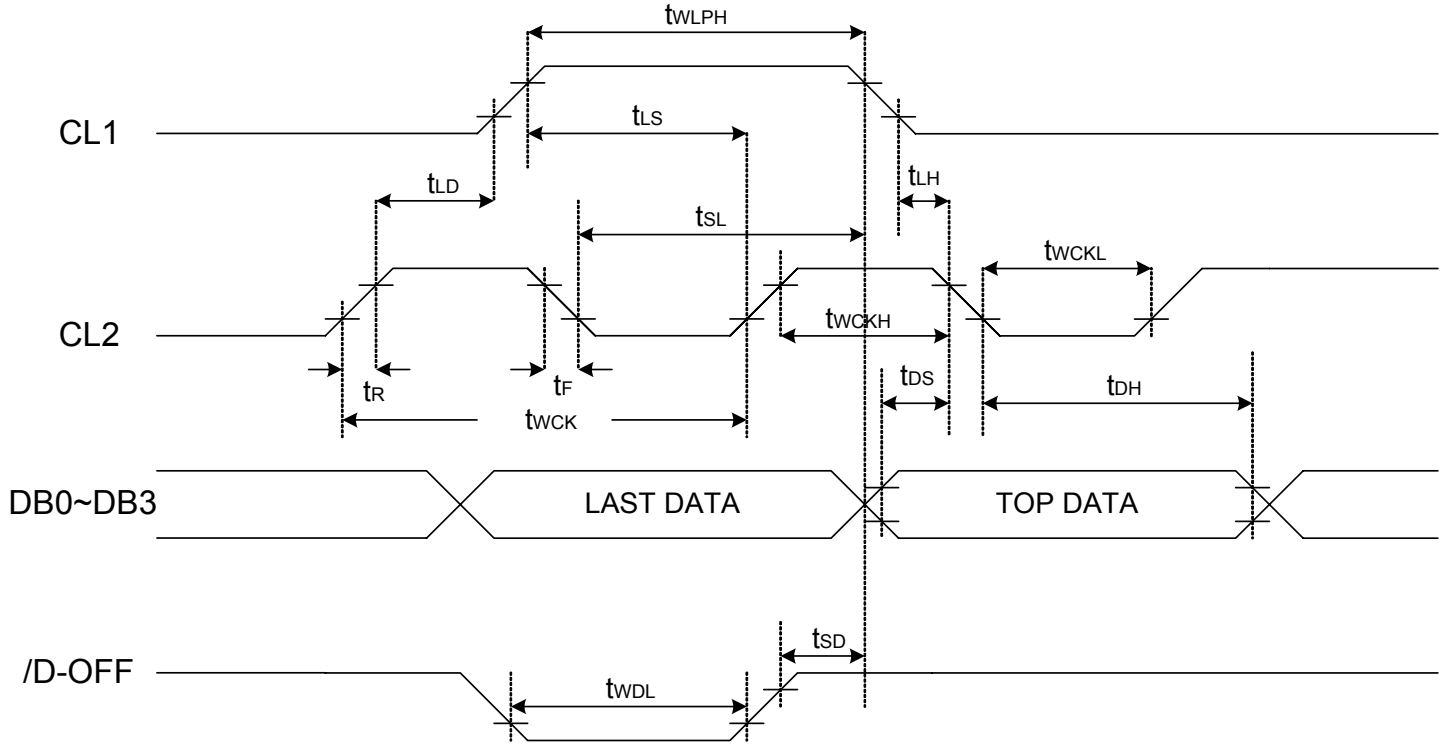 tWLPH
CL1
tLS
tLD
tLH
tSL
tWCKL
CL2
tWCKH
tR
tF
tDS
tDH
tWCK
DB0~DB3
LAST DATA
TOP DATA
tSD
/D-OFF
tWDL